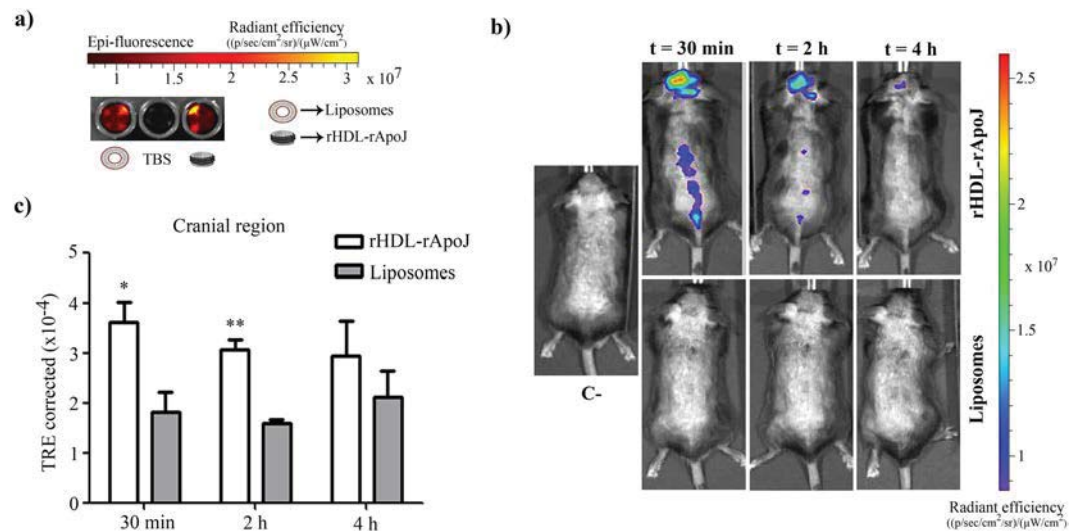 a)
Epi-fluorescence
Radiant efficiency
((p/sec/cm²/sr)/(µW/cm²)
1 1.5 2 2.5 3 x 10⁷
Liposomes
rHDL-rApoJ
TBS
b)
t = 30 min t = 2 h t = 4 h
rHDL-rApoJ
Liposomes
C-
2.5
2
x 10⁷
1.5
1
Radiant efficiency
((p/sec/cm²/sr)/(µW/cm²)
c)
Cranial region
rHDL-rApoJ
Liposomes
TRE corrected (x10⁻⁴)
5
4
3
2
1
0
*
**
30 min 2 h 4 h